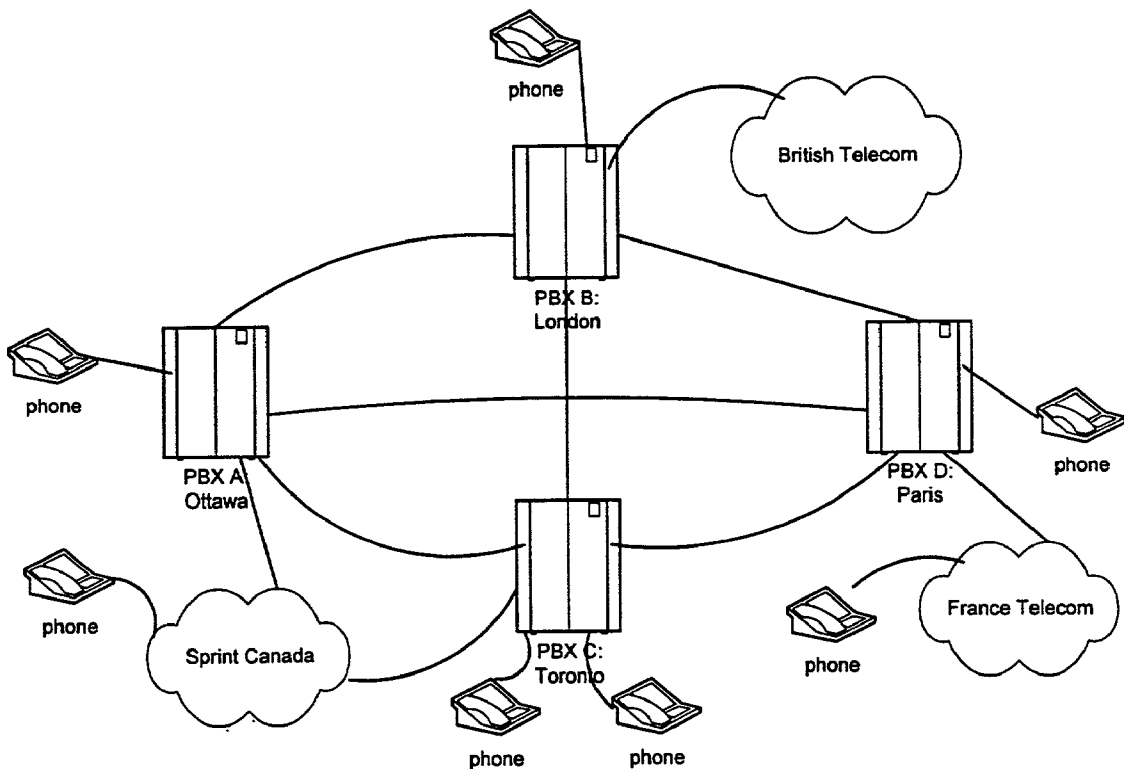 phone
British Telecom
PBX B:
London
phone
PBX A:
Ottawa
PBX D:
Paris
phone
phone
Sprint Canada
PBX C:
Toronto
phone
France Telecom
phone
phone